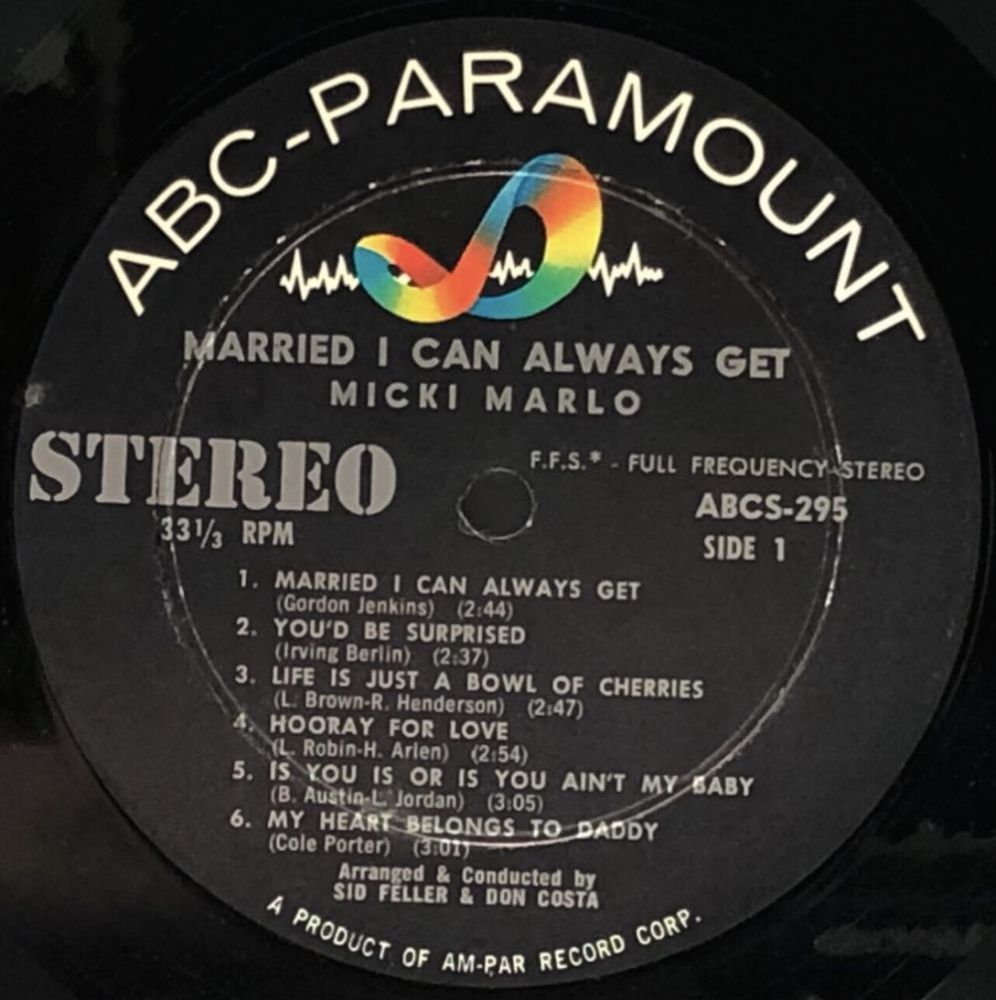 ABC-PARAMOUNT
MARRIED I CAN ALWAYS GET
MICKI MARLO
STEREO
33 1/3 RPM
F.F.S.* - FULL FREQUENCY STEREO
ABCS-295
SIDE 1
1. MARRIED I CAN ALWAYS GET
(Gordon Jenkins) (2:44)
2. YOU'D BE SURPRISED
(Irving Berlin) (2:37)
3. LIFE IS JUST A BOWL OF CHERRIES
(L. Brown-R. Henderson) (2:47)
4. HOORAY FOR LOVE
(L. Robin-H. Arlen) (2:54)
5. IS YOU IS OR IS YOU AIN'T MY BABY
(B. Austin-L. Jordan) (3:05)
6. MY HEART BELONGS TO DADDY
(Cole Porter) (3:01)
Arranged & Conducted by
SID FELLER & DON COSTA
A PRODUCT OF AM-PAR RECORD CORP.